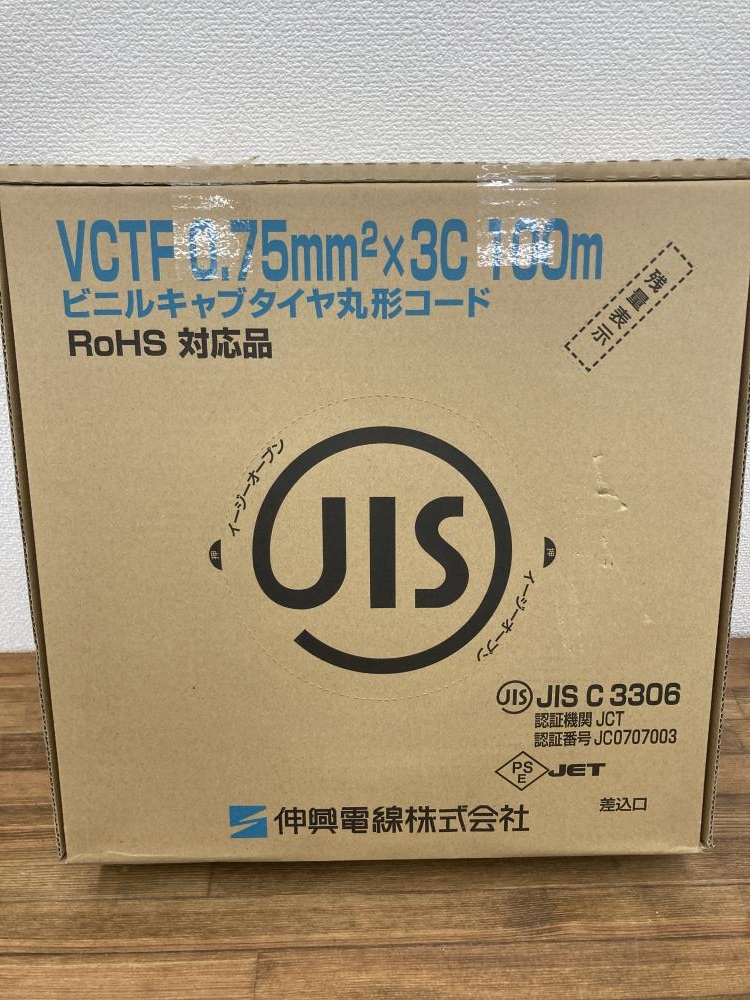 VCTF 0.75mm²×3C 100m
ビニルキャブタイヤ丸形コード
RoHS 対応品
残量表示
イージーオープン
JIS
押
押
イージーオープン
JIS JIS C 3306
認証機関 JCT
認証番号 JC0707003
PSE JET
差込口
伸興電線株式会社